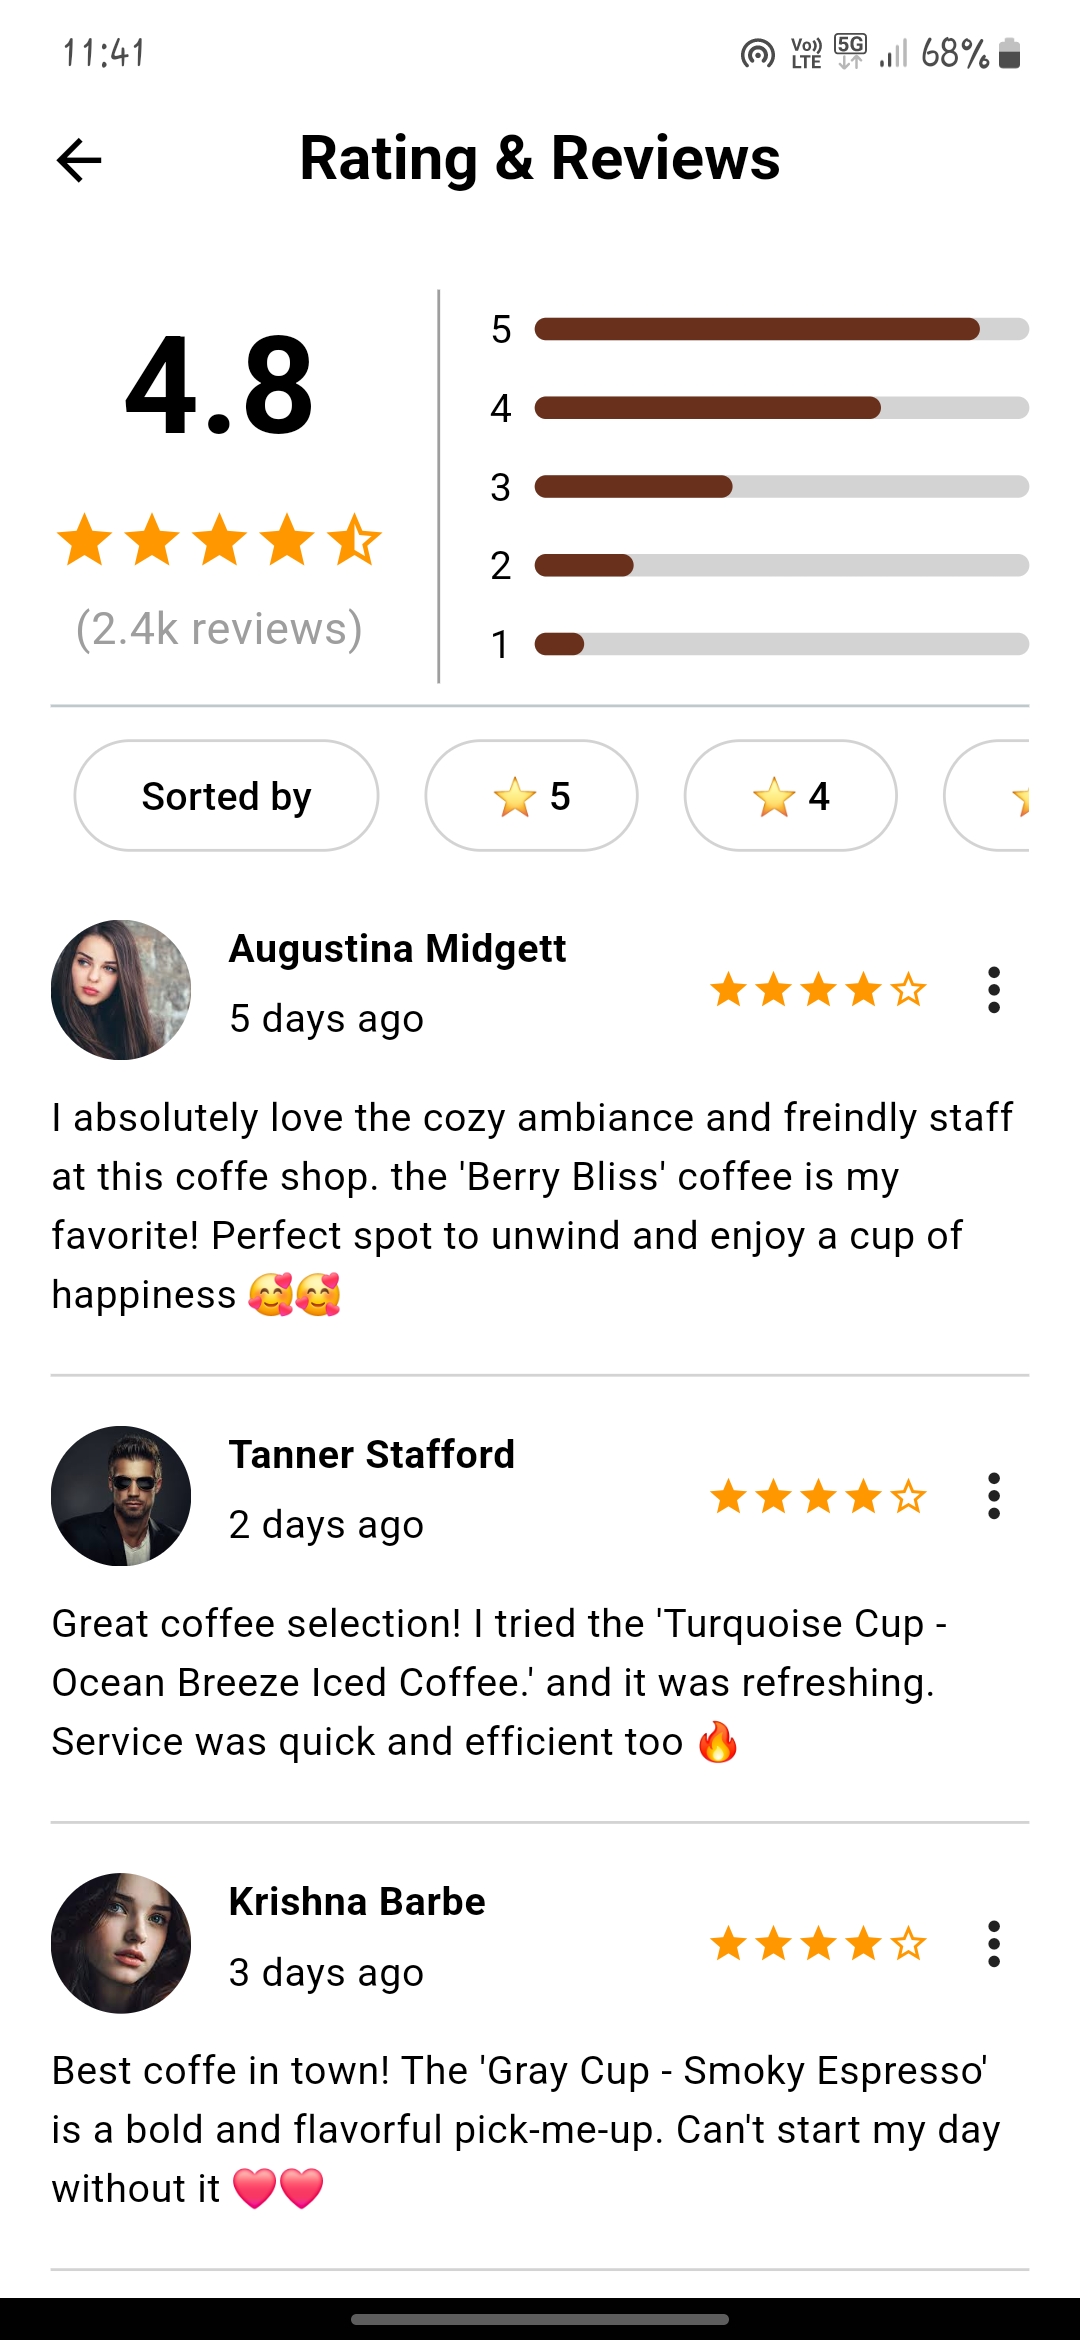 11:41
Vo)) LTE 5G 68%
Rating & Reviews
4.8
(2.4k reviews)
5
4
3
2
1
Sorted by
⭐ 5
⭐ 4
Augustina Midgett
5 days ago
I absolutely love the cozy ambiance and freindly staff
at this coffe shop. the 'Berry Bliss' coffee is my
favorite! Perfect spot to unwind and enjoy a cup of
happiness 🥰🥰
Tanner Stafford
2 days ago
Great coffee selection! I tried the 'Turquoise Cup -
Ocean Breeze Iced Coffee.' and it was refreshing.
Service was quick and efficient too 🔥
Krishna Barbe
3 days ago
Best coffe in town! The 'Gray Cup - Smoky Espresso'
is a bold and flavorful pick-me-up. Can't start my day
without it ❤️❤️